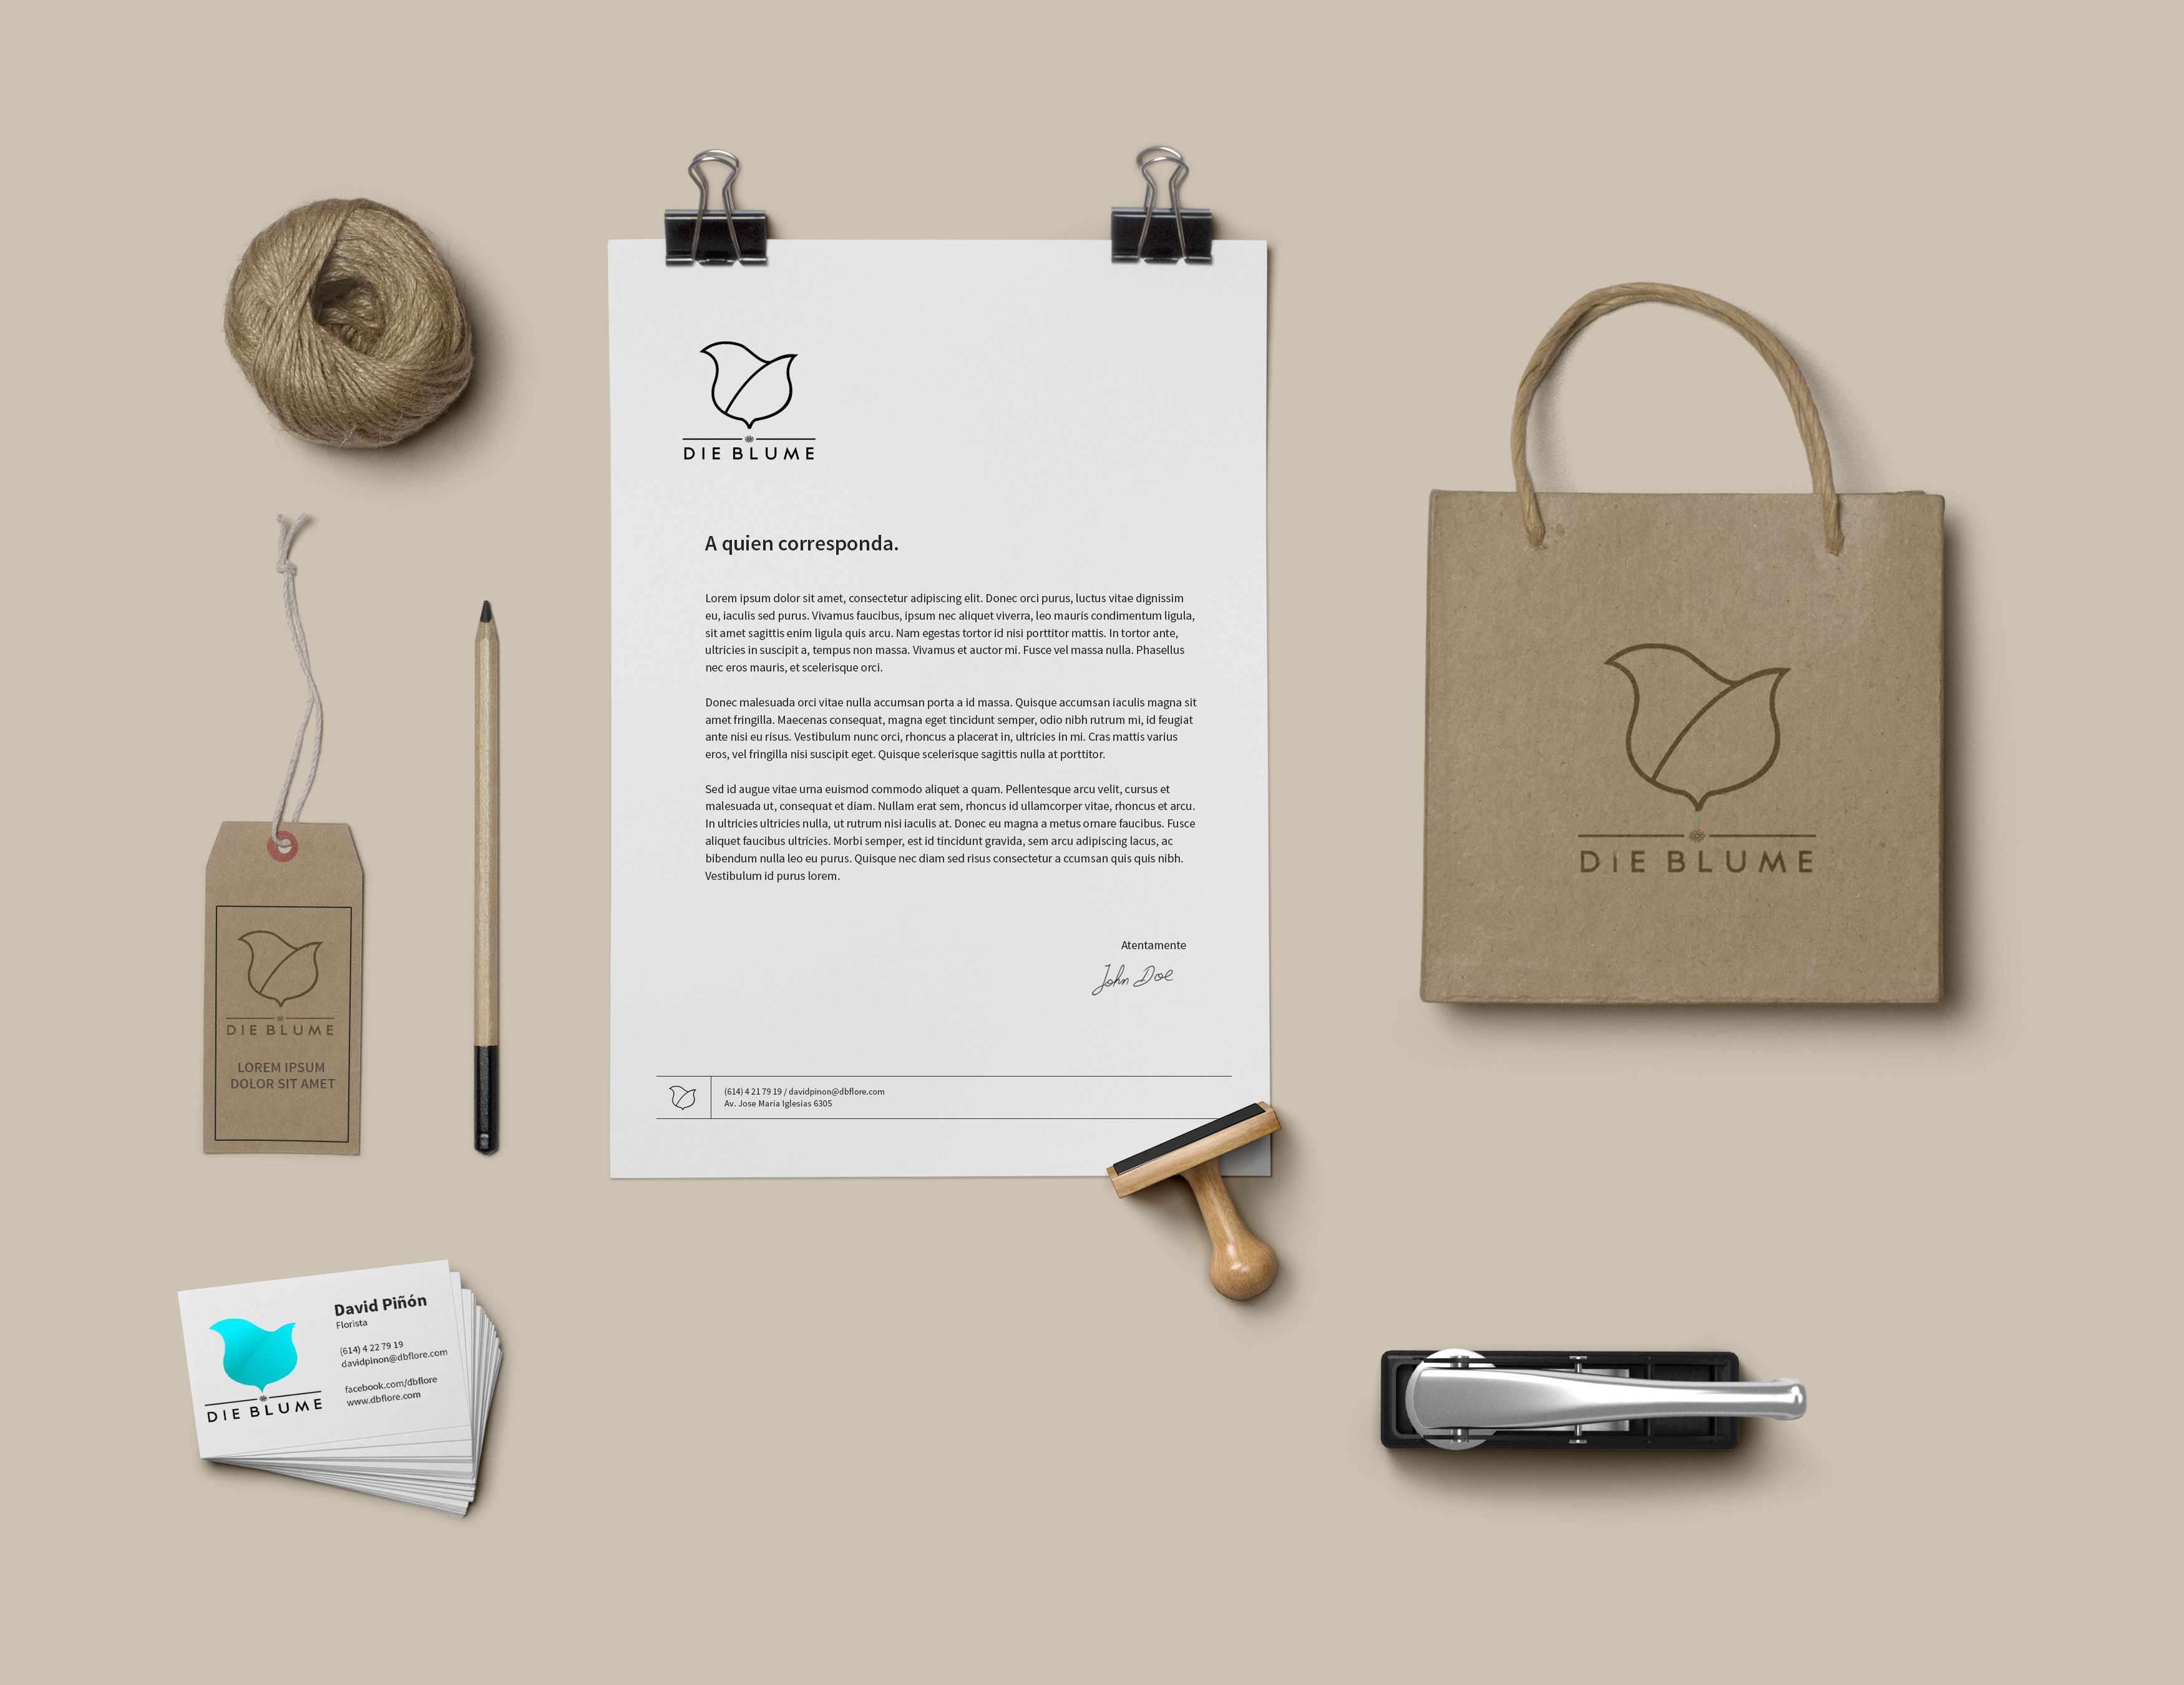 DIE BLUME
A quien corresponda.
Lorem ipsum dolor sit amet, consectetur adipiscing elit. Donec orci purus, luctus vitae dignissim
eu, iaculis sed purus. Vivamus faucibus, ipsum nec aliquet viverra, leo mauris condimentum ligula,
sit amet sagittis enim ligula quis arcu. Nam egestas tortor id nisi porttitor mattis. In tortor ante,
ultricies in suscipit a, tempus non massa. Vivamus et auctor mi. Fusce vel massa nulla. Phasellus
nec eros mauris, et scelerisque orci.
Donec malesuada orci vitae nulla accumsan porta a id massa. Quisque accumsan iaculis magna sit
amet fringilla. Maecenas consequat, magna eget tincidunt semper, odio nibh rutrum mi, id feugiat
ante nisi eu risus. Vestibulum nunc orci, rhoncus a placerat in, ultricies in mi. Cras mattis varius
eros, vel fringilla nisi suscipit eget. Quisque scelerisque sagittis nulla at porttitor.
Sed id augue vitae urna euismod commodo aliquet a quam. Pellentesque arcu velit, cursus et
malesuada ut, consequat et diam. Nullam erat sem, rhoncus id ullamcorper vitae, rhoncus et arcu.
In ultricies ultricies nulla, ut rutrum nisi iaculis at. Donec eu magna a metus ornare faucibus. Fusce
aliquet faucibus ultricies. Morbi semper, est id tincidunt gravida, sem arcu adipiscing lacus, ac
bibendum nulla leo eu purus. Quisque nec diam sed risus consectetur a ccumsan quis quis nibh.
Vestibulum id purus lorem.
Atentamente
John Doe
(614) 4 21 79 19 / davidpinon@dbflore.com
Av. Jose Maria Iglesias 6305
DIE BLUME
DIE BLUME
LOREM IPSUM
DOLOR SIT AMET
David Piñón
Florista
(614) 4 22 79 19
davidpinon@dbflore.com
facebook.com/dbflore
www.dbflore.com
DIE BLUME